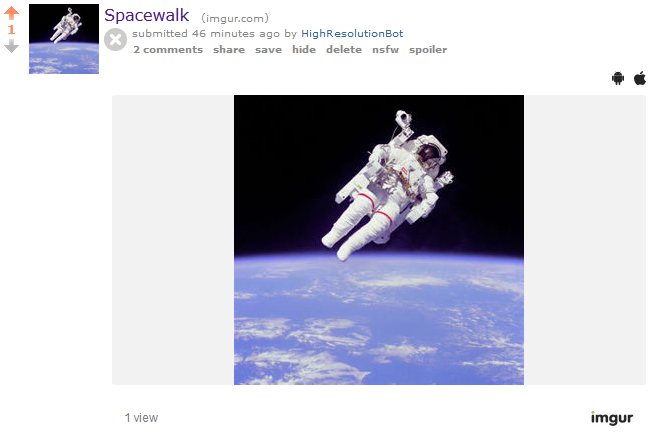 Spacewalk (imgur.com)
1
submitted 46 minutes ago by HighResolutionBot
2 comments share save hide delete nsfw spoiler
1 view
imgur